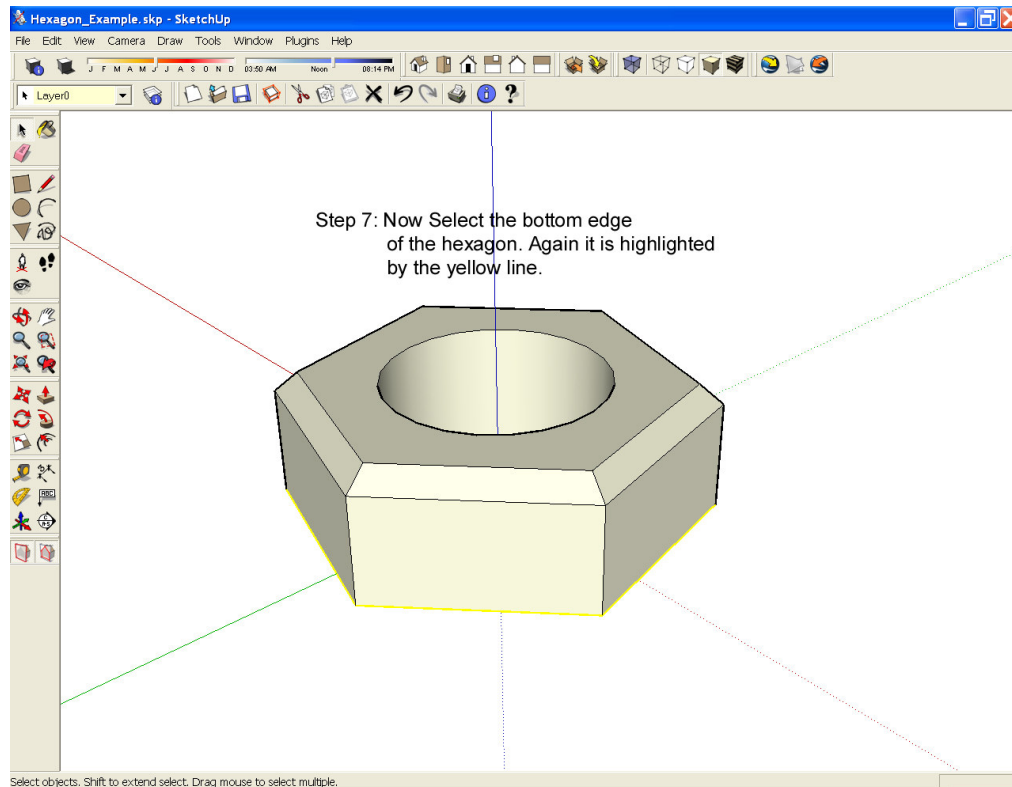 Hexagon_Example.skp - SketchUp
File Edit View Camera Draw Tools Window Plugins Help
J F M A M J J A S O N D 03:50 AM Noon 08:14 PM
Layer0
Step 7: Now Select the bottom edge
of the hexagon. Again it is highlighted
by the yellow line.
ABC
Select objects. Shift to extend select. Drag mouse to select multiple.